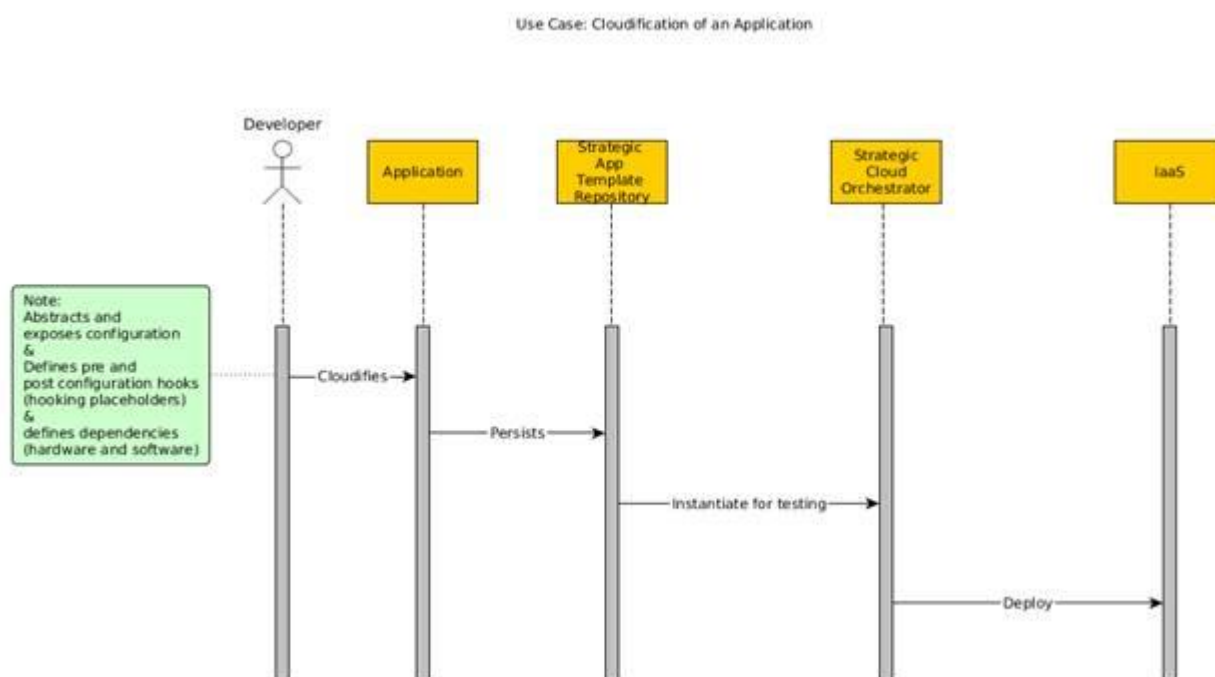 Use Case: Cloudification of an Application
Developer
Application
Strategic
App
Template
Repository
Strategic
Cloud
Orchestrator
IaaS
Note:
Abstracts and
exposes configuration
&
Defines pre and
post configuration hooks
(hooking placeholders)
&
defines dependencies
(hardware and software)
Cloudifies
Persists
Instantiate for testing
Deploy